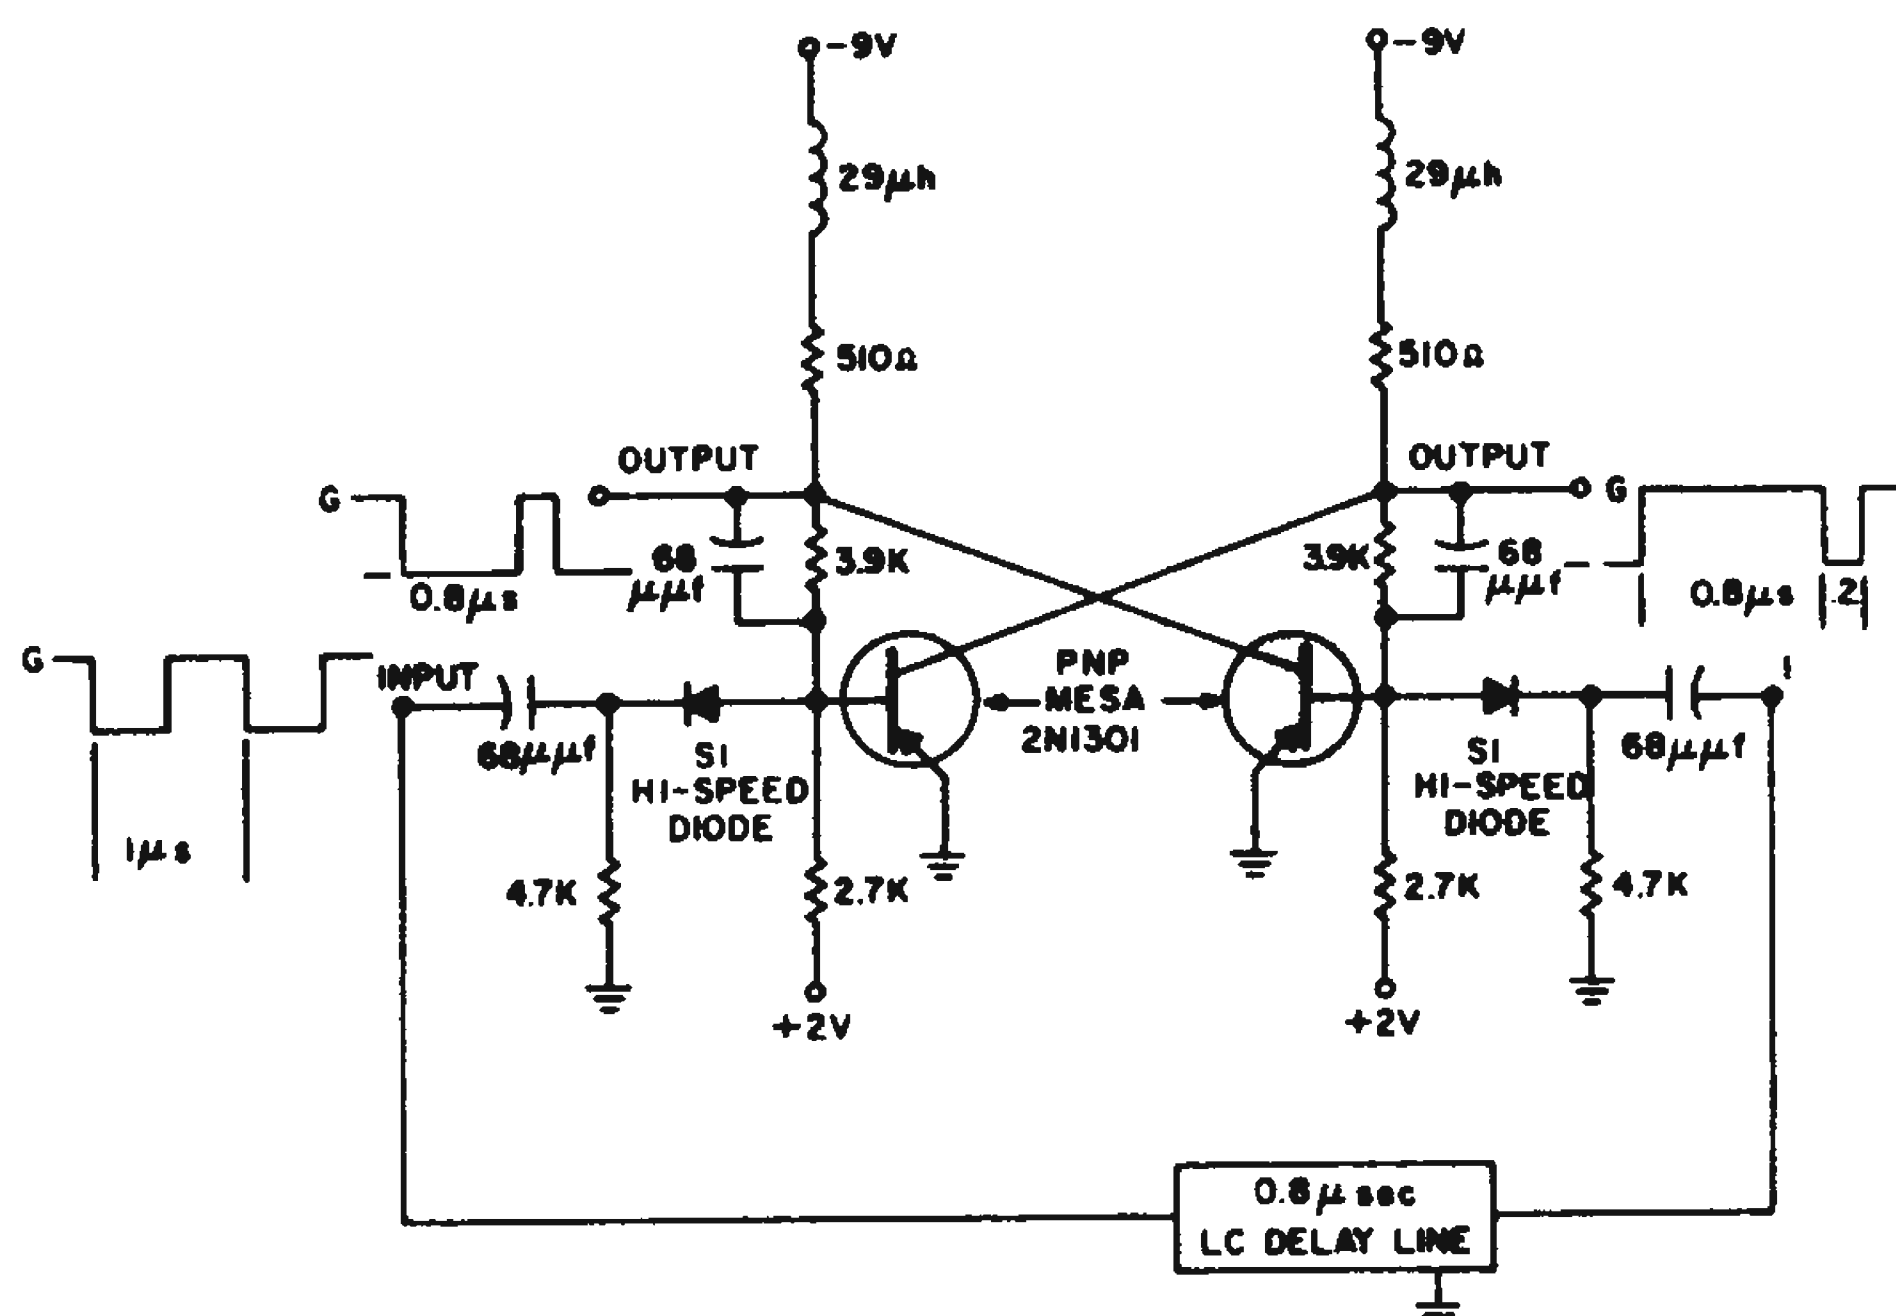 -9V
-9V
29μh
29μh
510Ω
510Ω
OUTPUT
OUTPUT
G
G
68
μμf
3.9K
3.9K
68
μμf
-
0.8μs
-
0.8μs
.2
G
INPUT
PNP
MESA
2N1301
68μμf
SI
HI-SPEED
DIODE
SI
HI-SPEED
DIODE
68μμf
1μs
4.7K
2.7K
2.7K
4.7K
+2V
+2V
0.8μsec
LC DELAY LINE